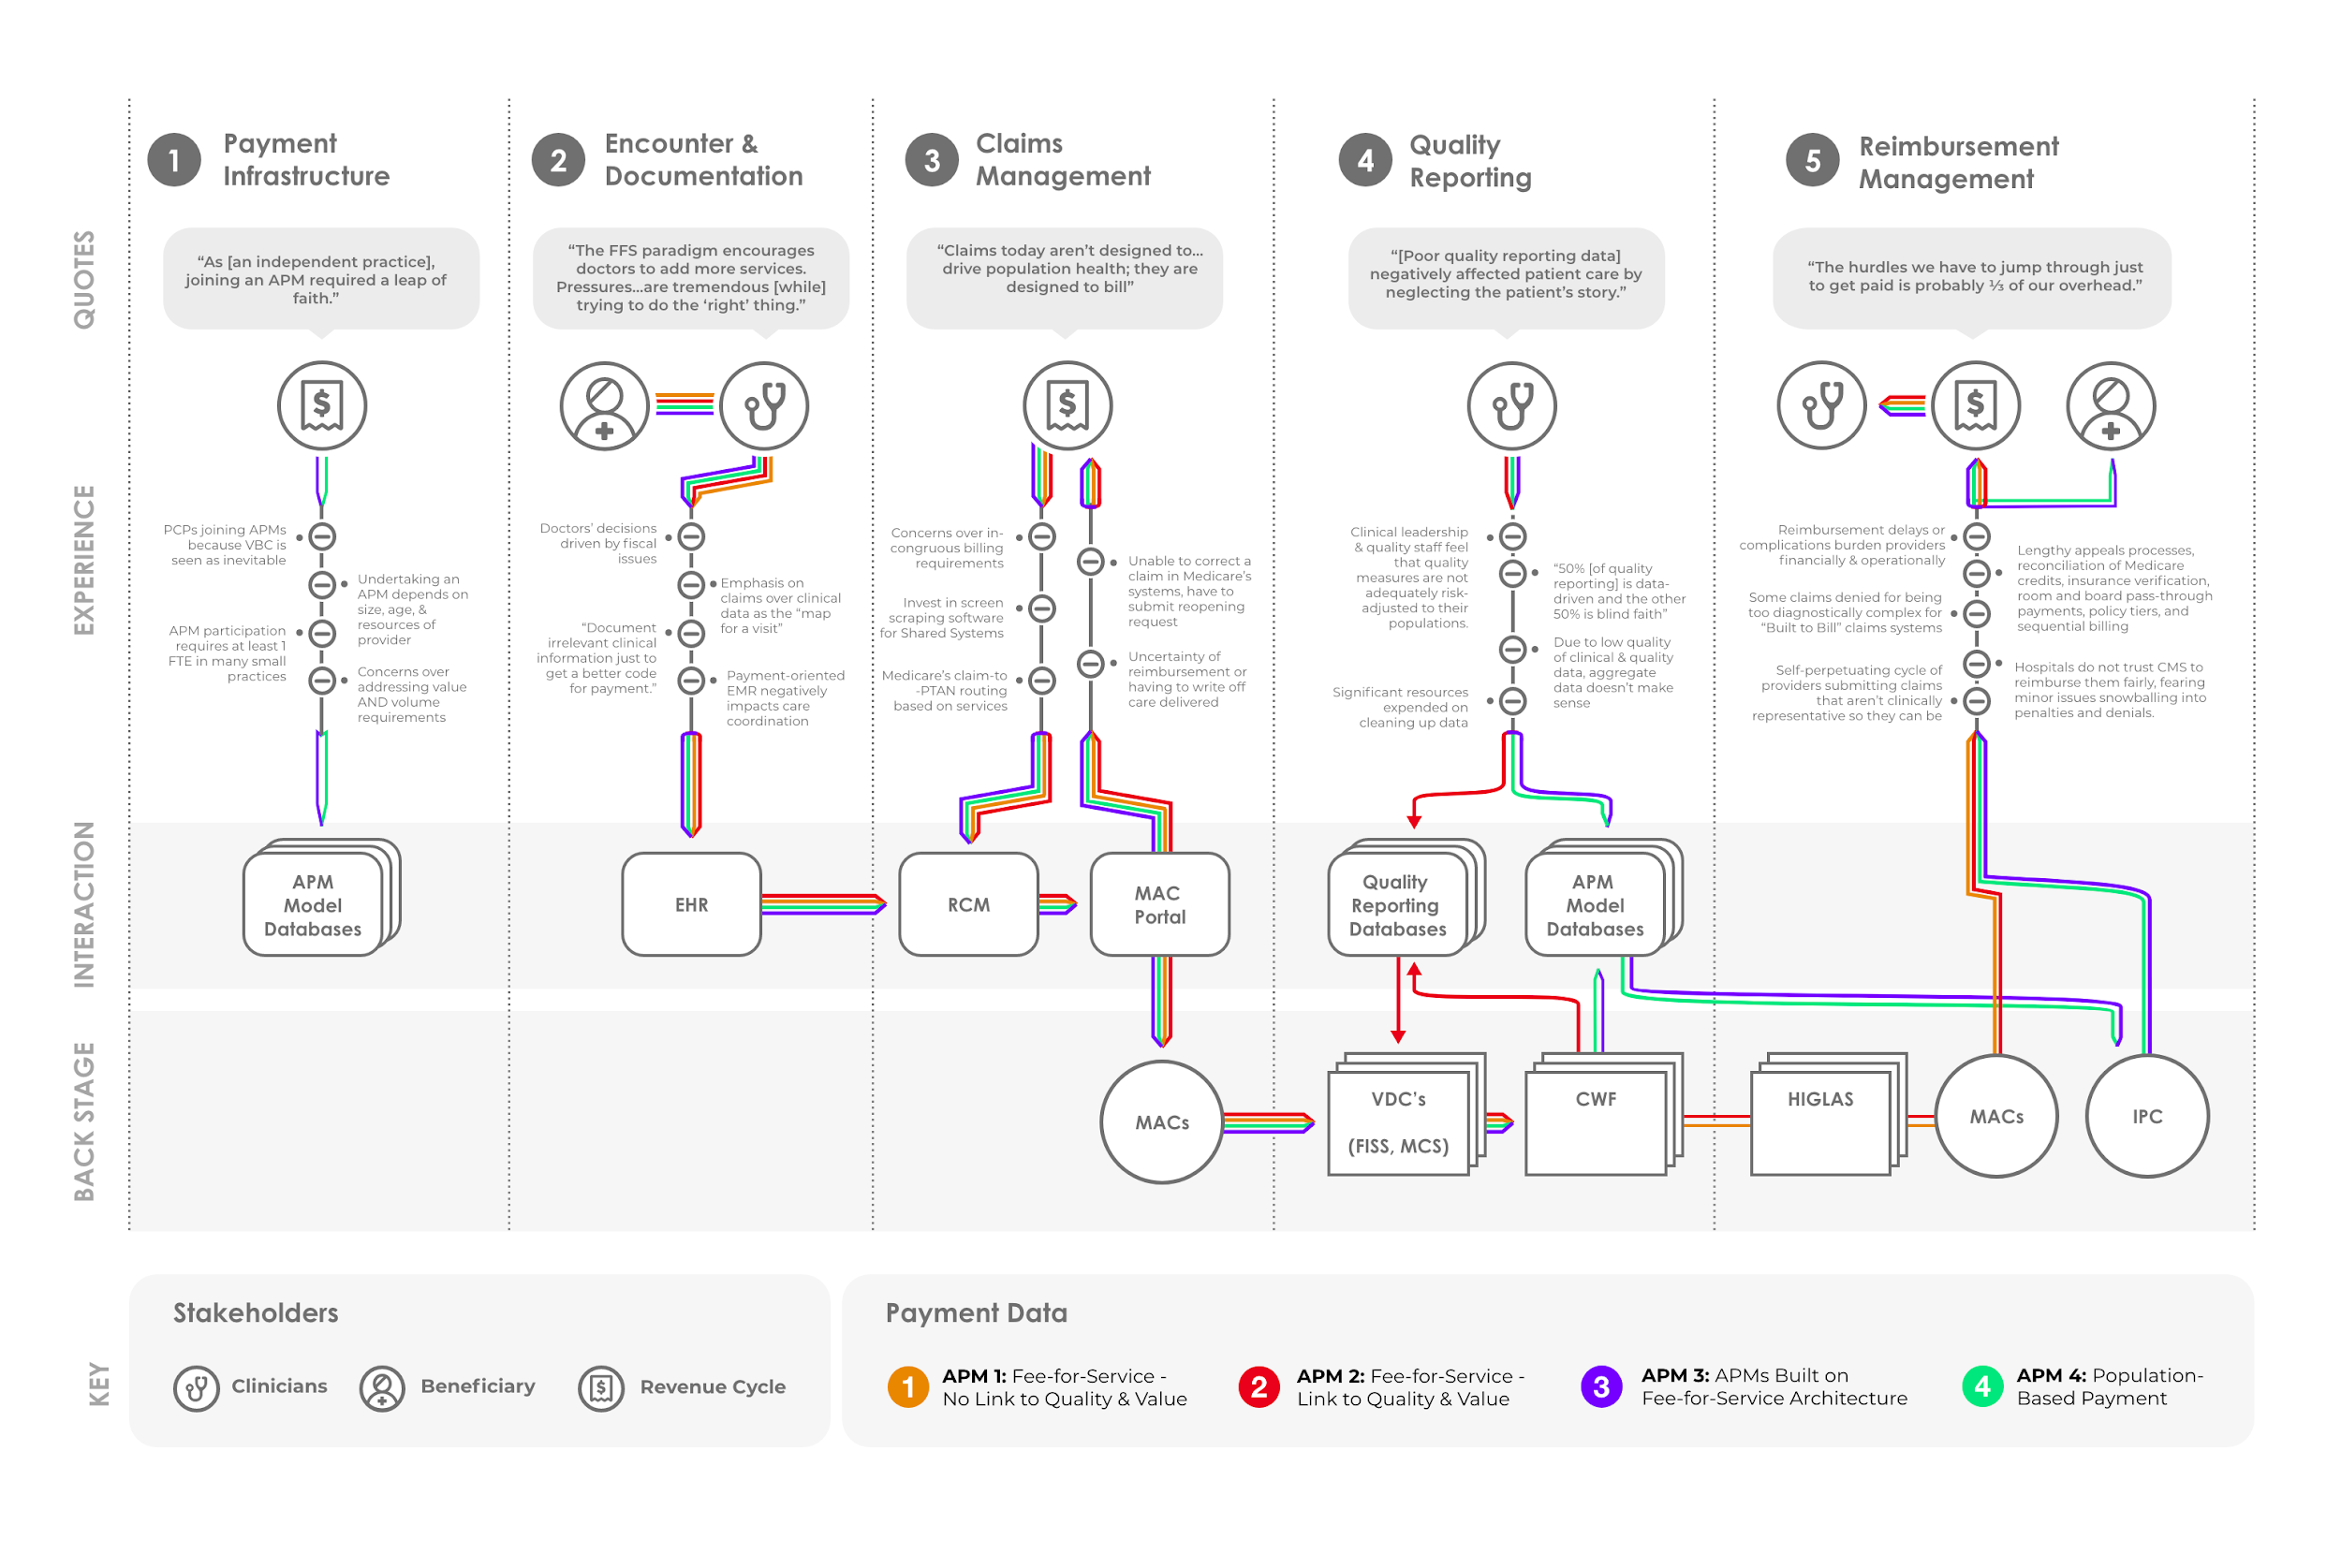 1
Payment
Infrastructure
2
Encounter &
Documentation
3
Claims
Management
4
Quality
Reporting
5
Reimbursement
Management
QUOTES
“As [an independent practice],
joining an APM required a leap of
faith.”
“The FFS paradigm encourages
doctors to add more services.
Pressures...are tremendous [while]
trying to do the ‘right’ thing.”
“Claims today aren’t designed to...
drive population health; they are
designed to bill”
“[Poor quality reporting data]
negatively affected patient care by
neglecting the patient’s story.”
“The hurdles we have to jump through just
to get paid is probably ⅓ of our overhead.”
EXPERIENCE
PCPs joining APMs
because VBC is
seen as inevitable
Undertaking an
APM depends on
size, age, &
resources of
provider
APM participation
requires at least 1
FTE in many small
practices
Concerns over
addressing value
AND volume
requirements
Doctors’ decisions
driven by fiscal
issues
Emphasis on
claims over clinical
data as the “map
for a visit”
“Document
irrelevant clinical
information just to
get a better code
for payment.”
Payment-oriented
EMR negatively
impacts care
coordination
Concerns over in-
congruous billing
requirements
Invest in screen
scraping software
for Shared Systems
Medicare’s claim-to
-PTAN routing
based on services
Unable to correct a
claim in Medicare’s
systems, have to
submit reopening
request
Uncertainty of
reimbursement or
having to write off
care delivered
Clinical leadership
& quality staff feel
that quality
measures are not
adequately risk-
adjusted to their
populations.
“50% [of quality
reporting] is data-
driven and the other
50% is blind faith”
Due to low quality
of clinical & quality
data, aggregate
data doesn’t make
sense
Significant resources
expended on
cleaning up data
Reimbursement delays or
complications burden providers
financially & operationally
Lengthy appeals processes,
reconciliation of Medicare
credits, insurance verification,
room and board pass-through
payments, policy tiers, and
sequential billing
Some claims denied for being
too diagnostically complex for
“Built to Bill” claims systems
Self-perpetuating cycle of
providers submitting claims
that aren’t clinically
representative so they can be
Hospitals do not trust CMS to
reimburse them fairly, fearing
minor issues snowballing into
penalties and denials.
INTERACTION
APM
Model
Databases
EHR
RCM
MAC
Portal
Quality
Reporting
Databases
APM
Model
Databases
BACK STAGE
MACs
VDC’s
(FISS, MCS)
CWF
HIGLAS
MACs
IPC
KEY
Stakeholders
Clinicians
Beneficiary
Revenue Cycle
Payment Data
1
APM 1: Fee-for-Service -
No Link to Quality & Value
2
APM 2: Fee-for-Service -
Link to Quality & Value
3
APM 3: APMs Built on
Fee-for-Service Architecture
4
APM 4: Population-
Based Payment